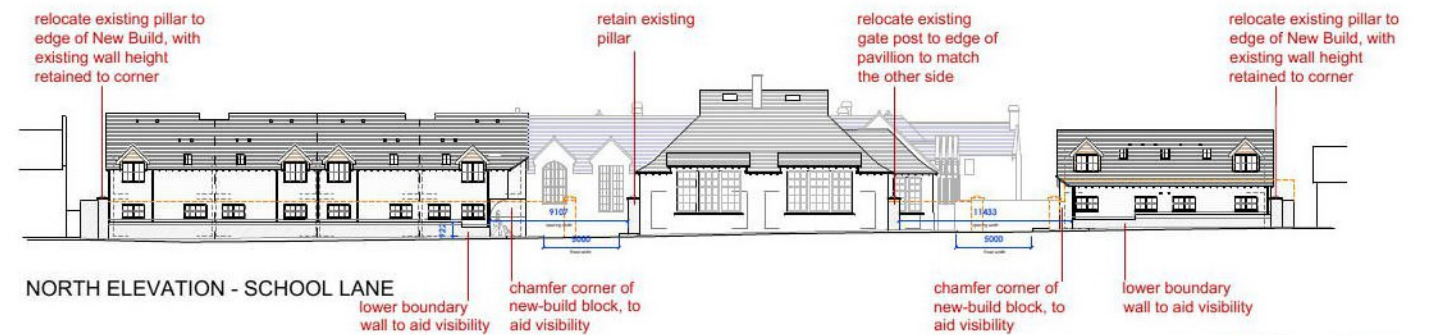 relocate existing pillar to
edge of New Build, with
existing wall height
retained to corner
retain existing
pillar
relocate existing
gate post to edge of
pavillion to match
the other side
relocate existing pillar to
edge of New Build, with
existing wall height
retained to corner
9107
11433
922
5000
5000
NORTH ELEVATION - SCHOOL LANE
lower boundary
wall to aid visibility
chamfer corner of
new-build block, to
aid visibility
chamfer corner of
new-build block, to
aid visibility
lower boundary
wall to aid visibility